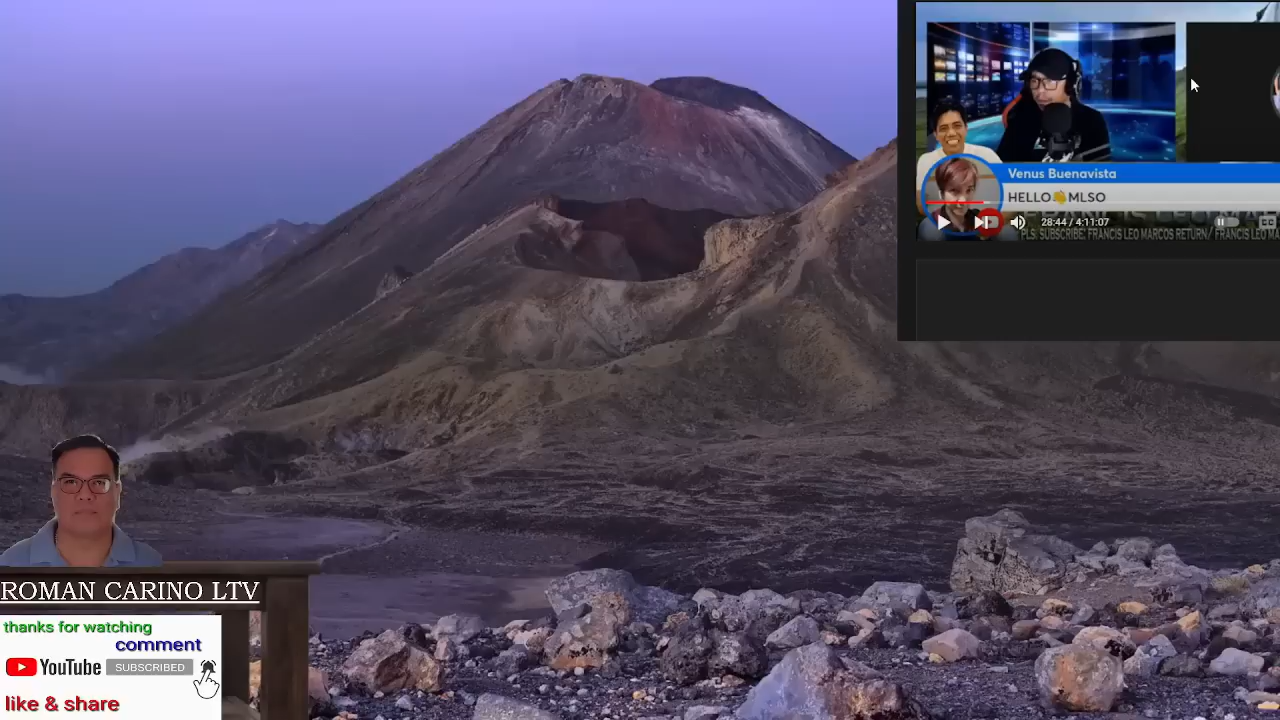 Venus Buenavista
HELLO👋MLSO
28:44 / 4:11:07
PLS: SUBSCRIBE: FRANCIS LEO MARCOS RETURN/ FRANCIS LEO MA
ROMAN CARINO LTV
thanks for watching
comment
YouTube SUBSCRIBED
like & share